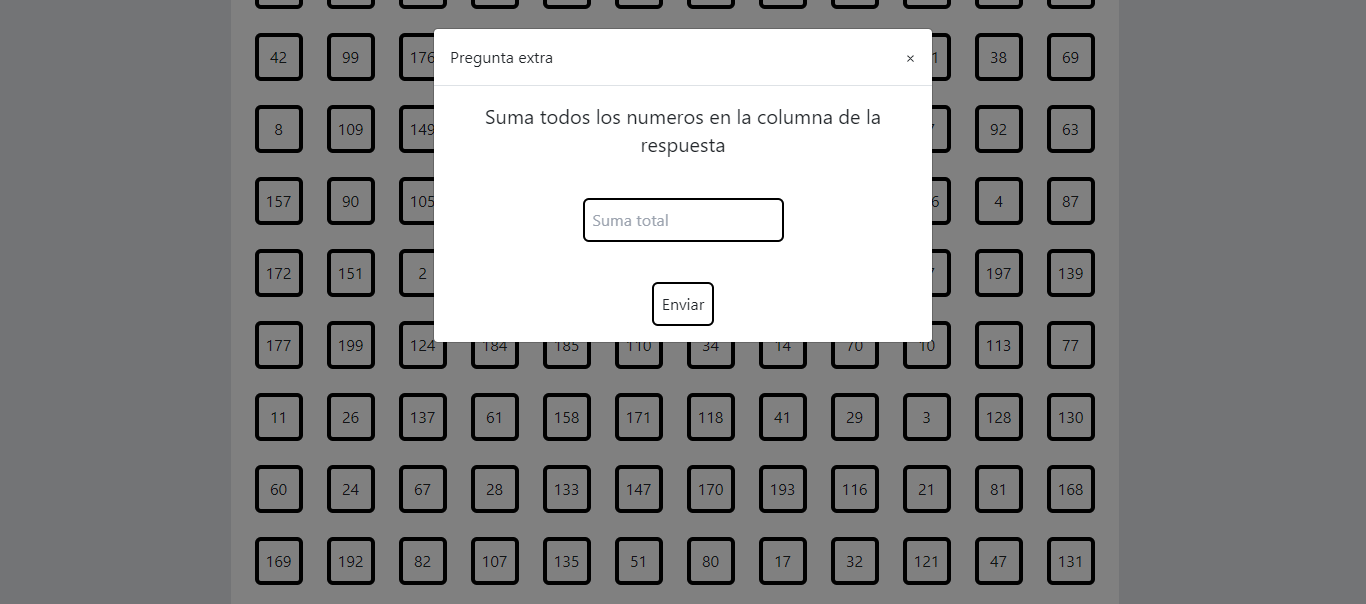 42 99 176 38 69
Pregunta extra ×
8 109 149 92 63
Suma todos los numeros en la columna de la
respuesta
157 90 105 4 87
Suma total
172 151 2 197 139
Enviar
177 199 124 184 185 110 34 14 70 10 113 77
11 26 137 61 158 171 118 41 29 3 128 130
60 24 67 28 133 147 170 193 116 21 81 168
169 192 82 107 135 51 80 17 32 121 47 131